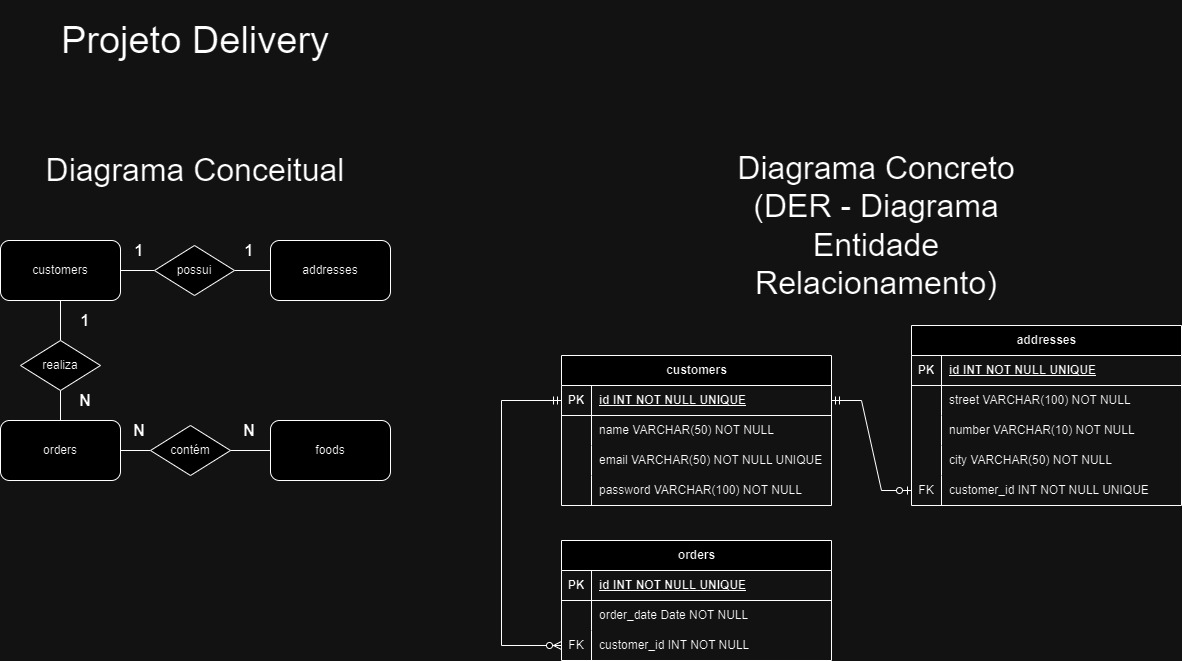 Projeto Delivery
Diagrama Conceitual
customers
1
possui
1
addresses
1
realiza
N
orders
N
contém
N
foods
Diagrama Concreto
(DER - Diagrama
Entidade
Relacionamento)
customers
PK id INT NOT NULL UNIQUE
name VARCHAR(50) NOT NULL
email VARCHAR(50) NOT NULL UNIQUE
password VARCHAR(100) NOT NULL
addresses
PK id INT NOT NULL UNIQUE
street VARCHAR(100) NOT NULL
number VARCHAR(10) NOT NULL
city VARCHAR(50) NOT NULL
FK customer_id INT NOT NULL UNIQUE
orders
PK id INT NOT NULL UNIQUE
order_date Date NOT NULL
FK customer_id INT NOT NULL